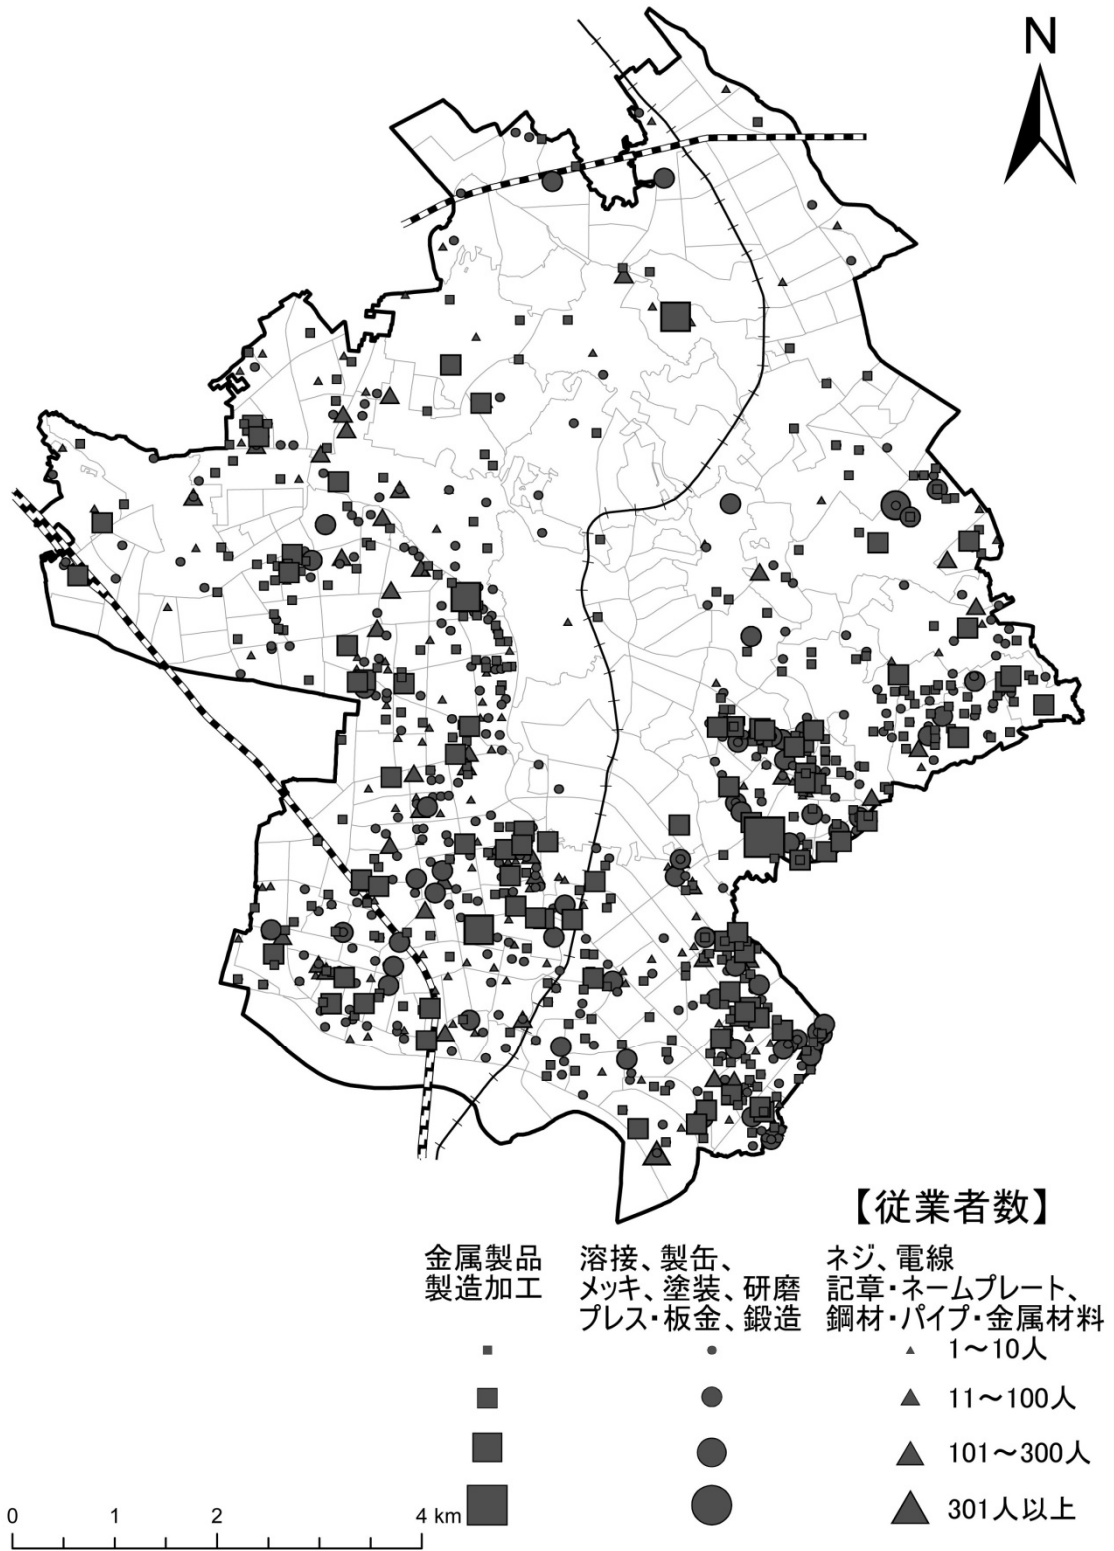 N
【従業者数】
金属製品
製造加工
溶接、製缶、
メッキ、塗装、研磨
プレス・板金、鍛造
ネジ、電線
記章・ネームプレート、
鋼材・パイプ・金属材料
1～10人
11～100人
101～300人
301人以上
0 1 2 4 km